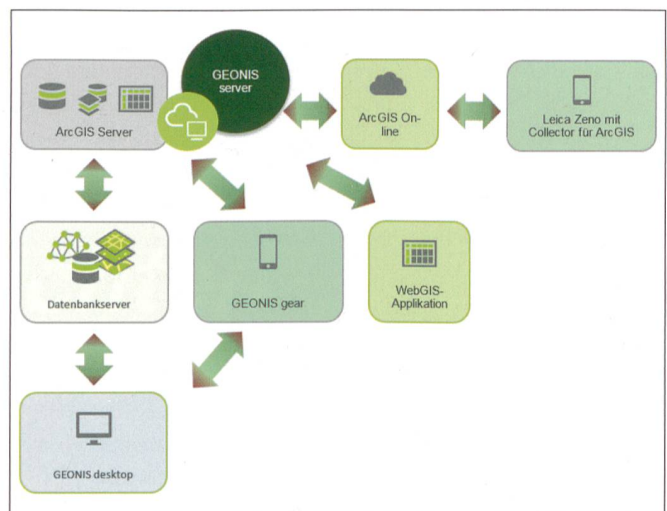 GEONIS
server
ArcGIS Server
ArcGIS On-
line
Leica Zeno mit
Collector für ArcGIS
Datenbankserver
GEONIS gear
WebGIS-
Applikation
GEONIS desktop